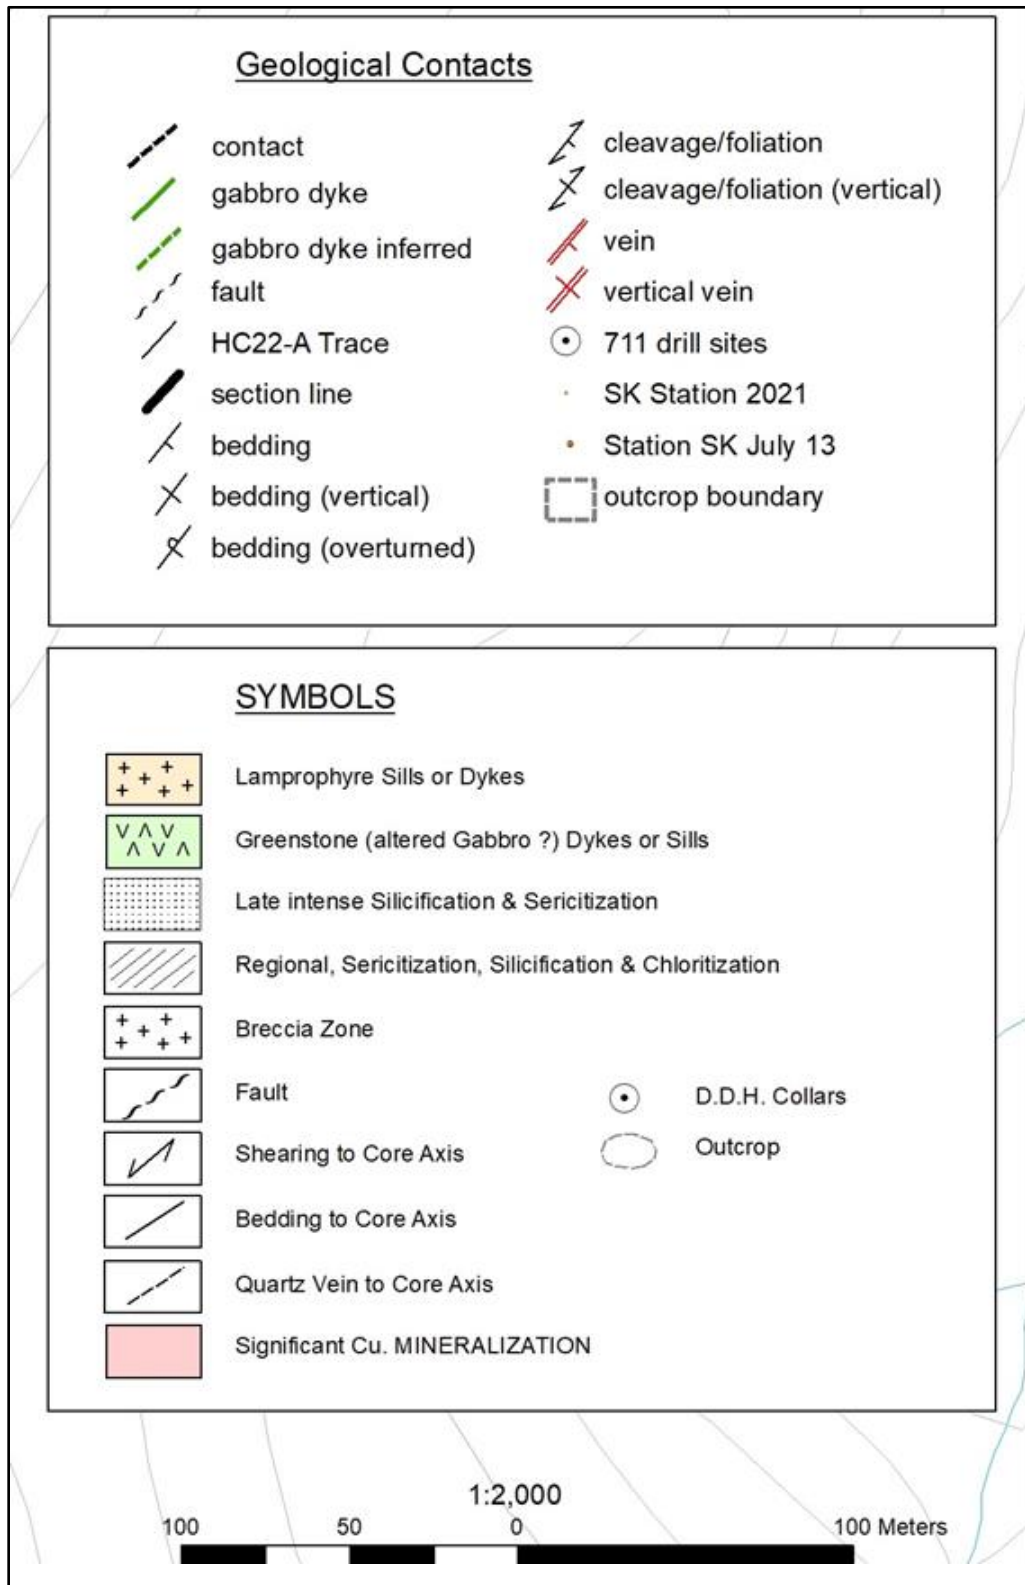 Geological Contacts
contact
gabbro dyke
gabbro dyke inferred
fault
HC22-A Trace
section line
bedding
bedding (vertical)
bedding (overturned)
cleavage/foliation
cleavage/foliation (vertical)
vein
vertical vein
711 drill sites
SK Station 2021
Station SK July 13
outcrop boundary
SYMBOLS
Lamprophyre Sills or Dykes
Greenstone (altered Gabbro ?) Dykes or Sills
Late intense Silicification & Sericitization
Regional, Sericitization, Silicification & Chloritization
Breccia Zone
Fault
Shearing to Core Axis
Bedding to Core Axis
Quartz Vein to Core Axis
Significant Cu. MINERALIZATION
D.D.H. Collars
Outcrop
1:2,000
100 50 0 100 Meters